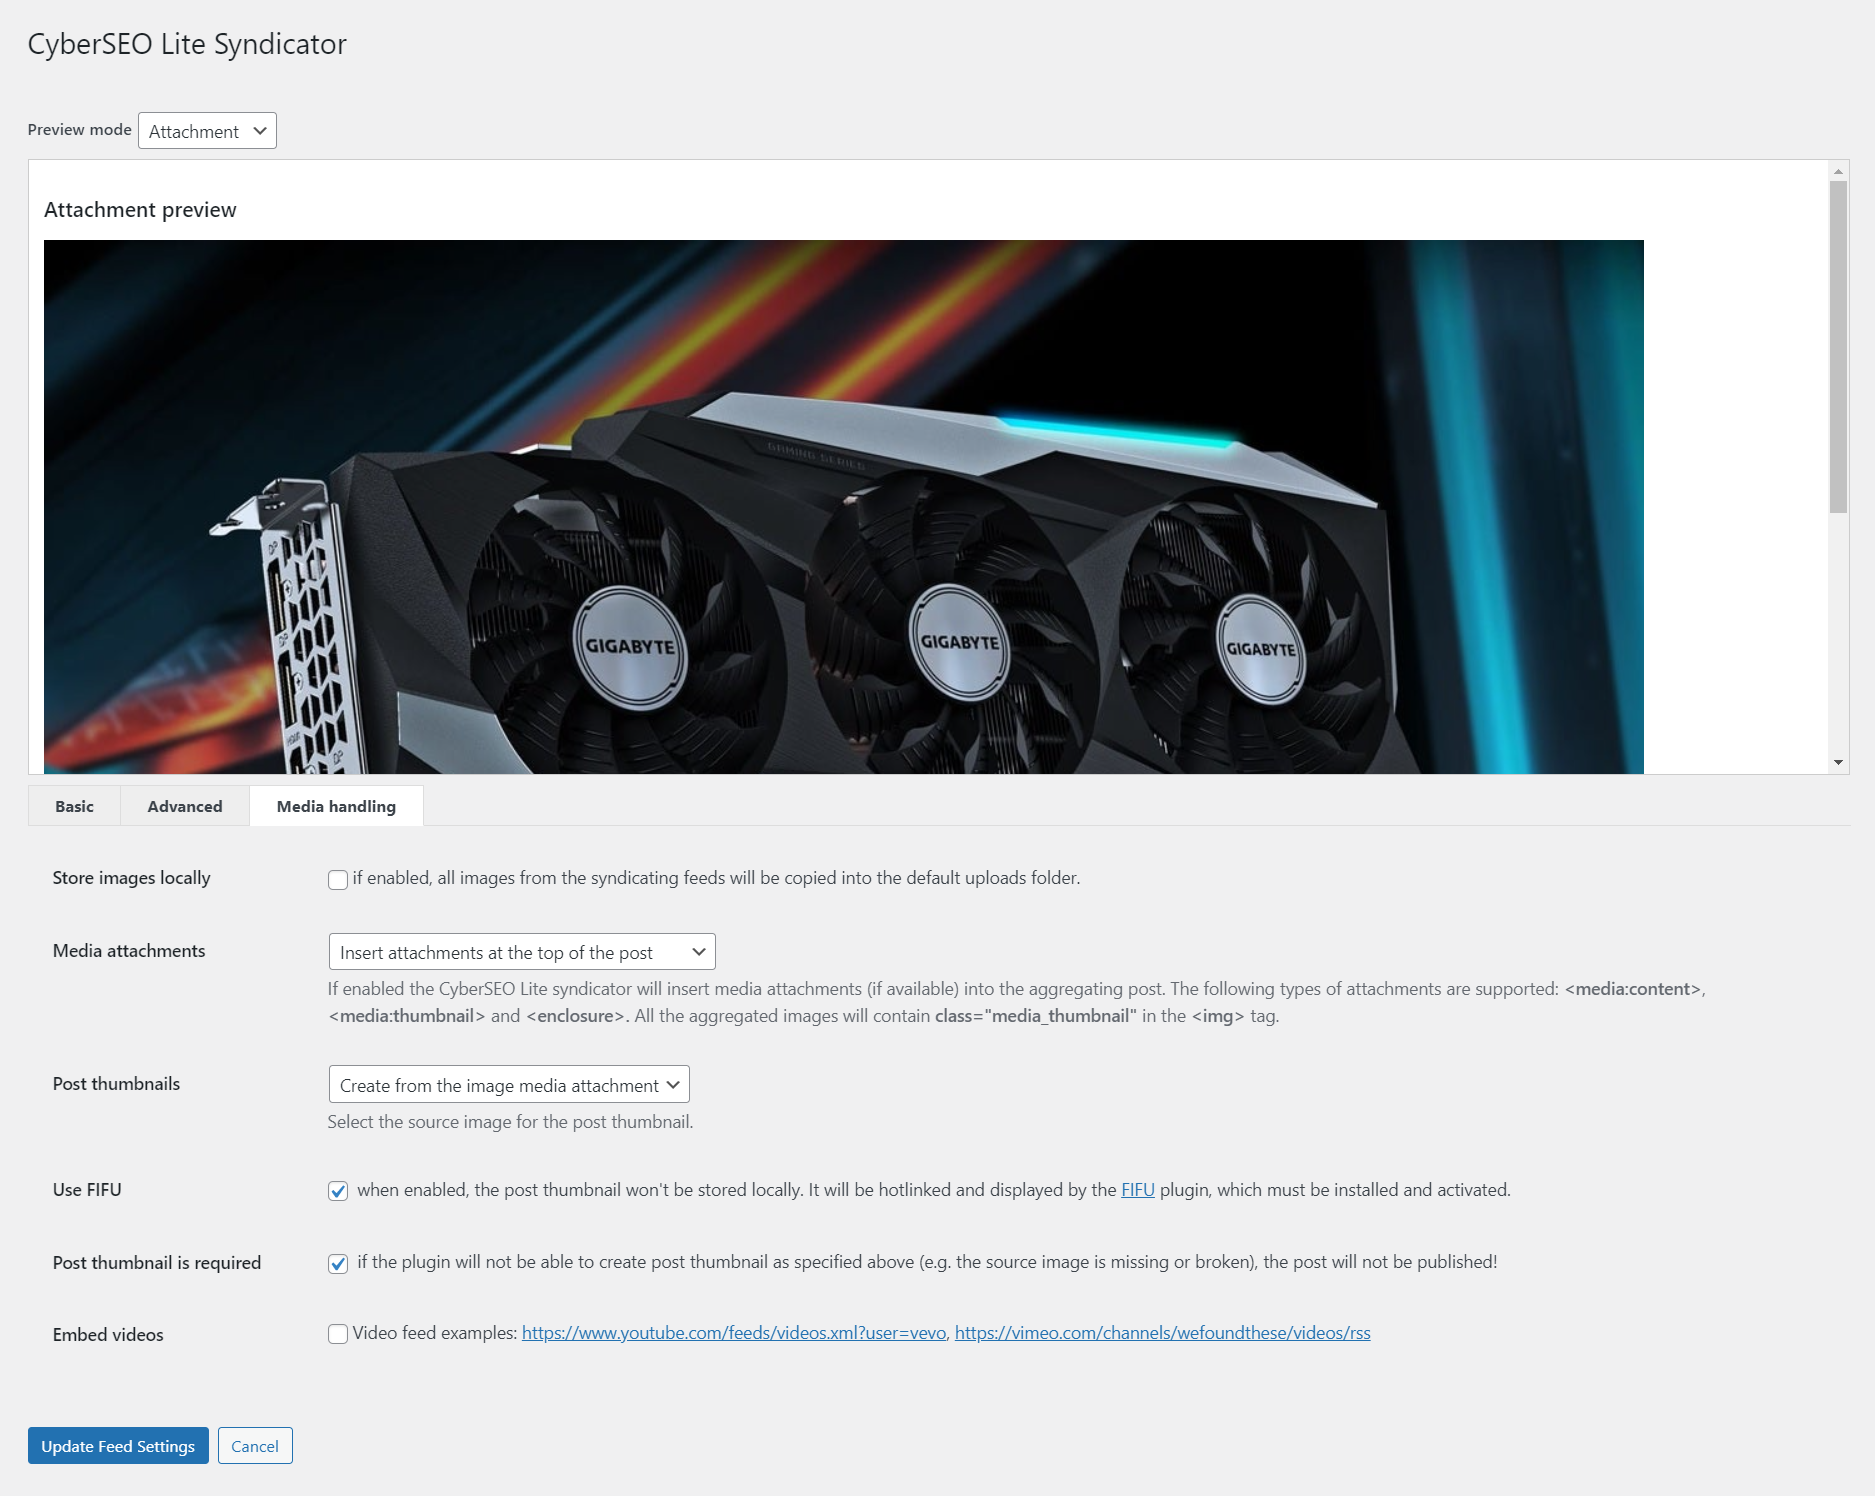 CyberSEO Lite Syndicator
Preview mode Attachment
Attachment preview
GAMING SERIES
GIGABYTE
GIGABYTE
GIGABYTE
DP
DP
HDMI
DP
Basic Advanced Media handling
Store images locally if enabled, all images from the syndicating feeds will be copied into the default uploads folder.
Media attachments Insert attachments at the top of the post
If enabled the CyberSEO Lite syndicator will insert media attachments (if available) into the aggregating post. The following types of attachments are supported: <media:content>,
<media:thumbnail> and <enclosure>. All the aggregated images will contain class="media_thumbnail" in the <img> tag.
Post thumbnails Create from the image media attachment
Select the source image for the post thumbnail.
Use FIFU when enabled, the post thumbnail won't be stored locally. It will be hotlinked and displayed by the FIFU plugin, which must be installed and activated.
Post thumbnail is required if the plugin will not be able to create post thumbnail as specified above (e.g. the source image is missing or broken), the post will not be published!
Embed videos Video feed examples: https://www.youtube.com/feeds/videos.xml?user=vevo, https://vimeo.com/channels/wefoundthese/videos/rss
Update Feed Settings Cancel